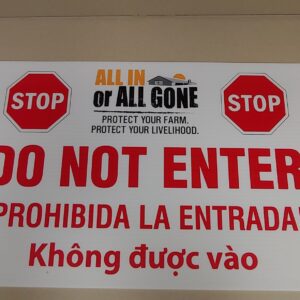 STOP
ALL IN
or ALL GONE
PROTECT YOUR FARM.
PROTECT YOUR LIVELIHOOD.
STOP
DO NOT ENTER
PROHIBIDA LA ENTRADA
Không được vào